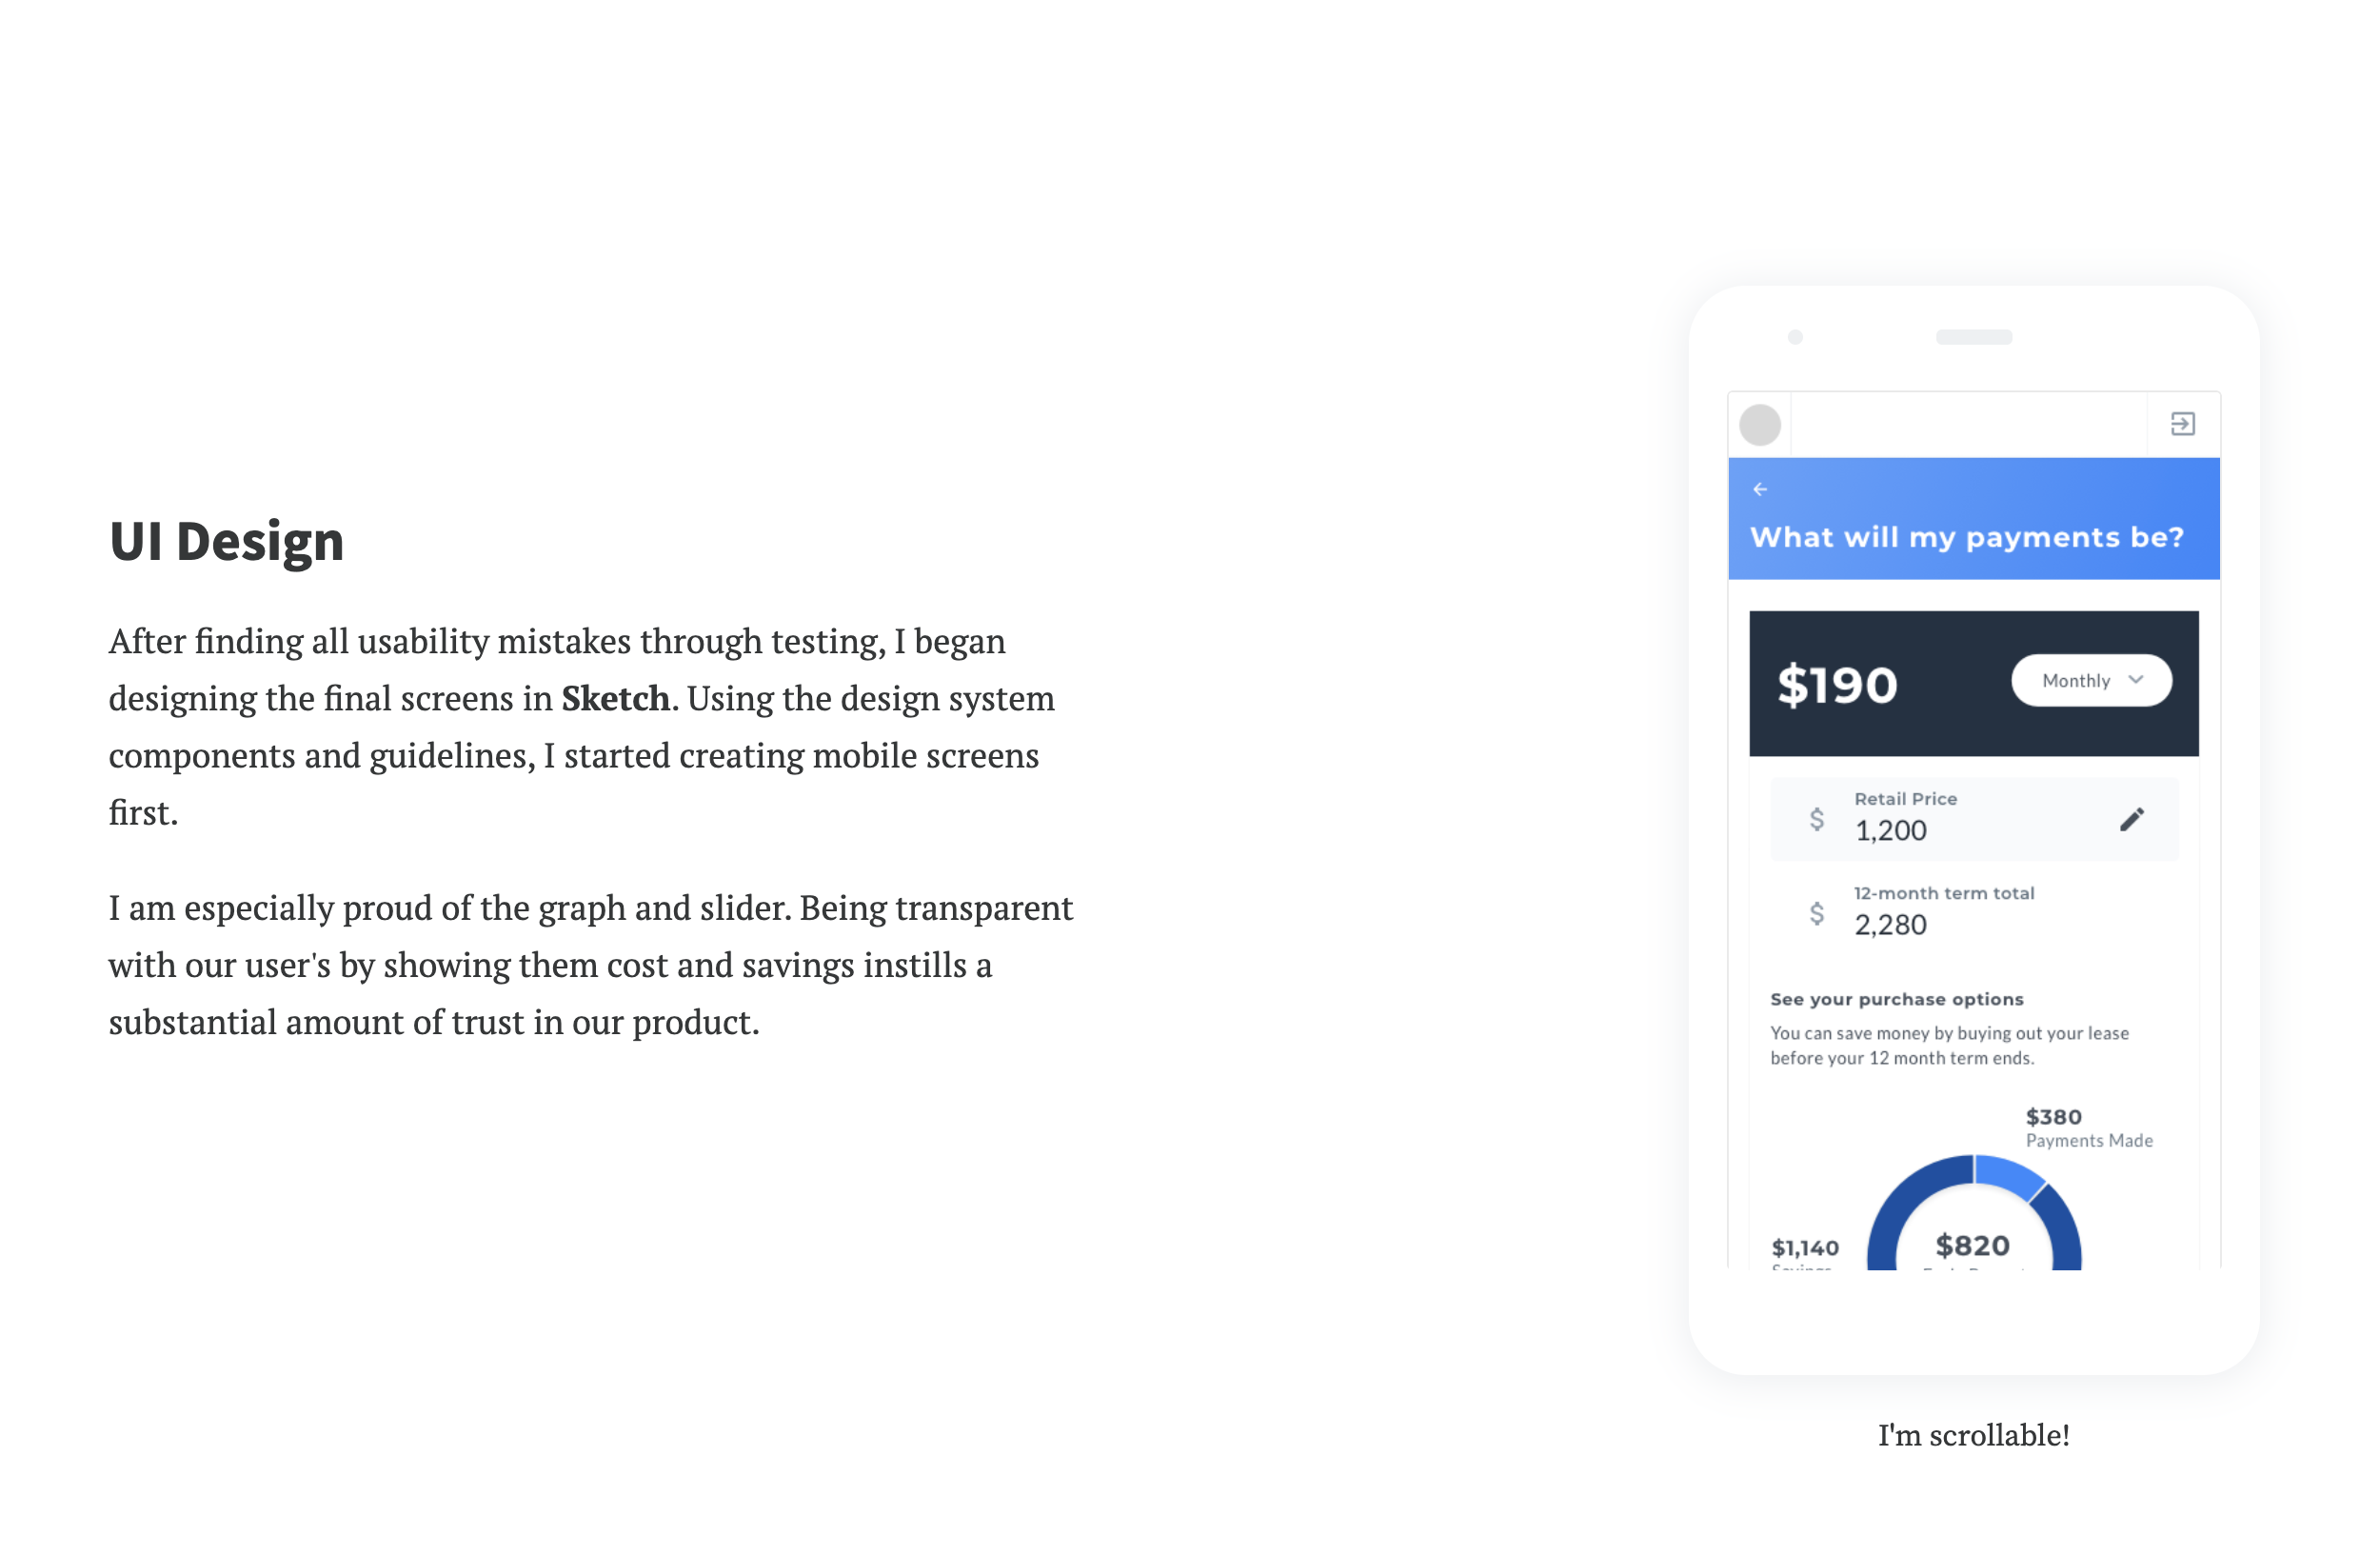 UI Design
After finding all usability mistakes through testing, I began
designing the final screens in Sketch. Using the design system
components and guidelines, I started creating mobile screens
first.
I am especially proud of the graph and slider. Being transparent
with our user's by showing them cost and savings instills a
substantial amount of trust in our product.
What will my payments be?
$190
Monthly
Retail Price
$ 1,200
12-month term total
$ 2,280
See your purchase options
You can save money by buying out your lease
before your 12 month term ends.
$380
Payments Made
$1,140
$820
I'm scrollable!